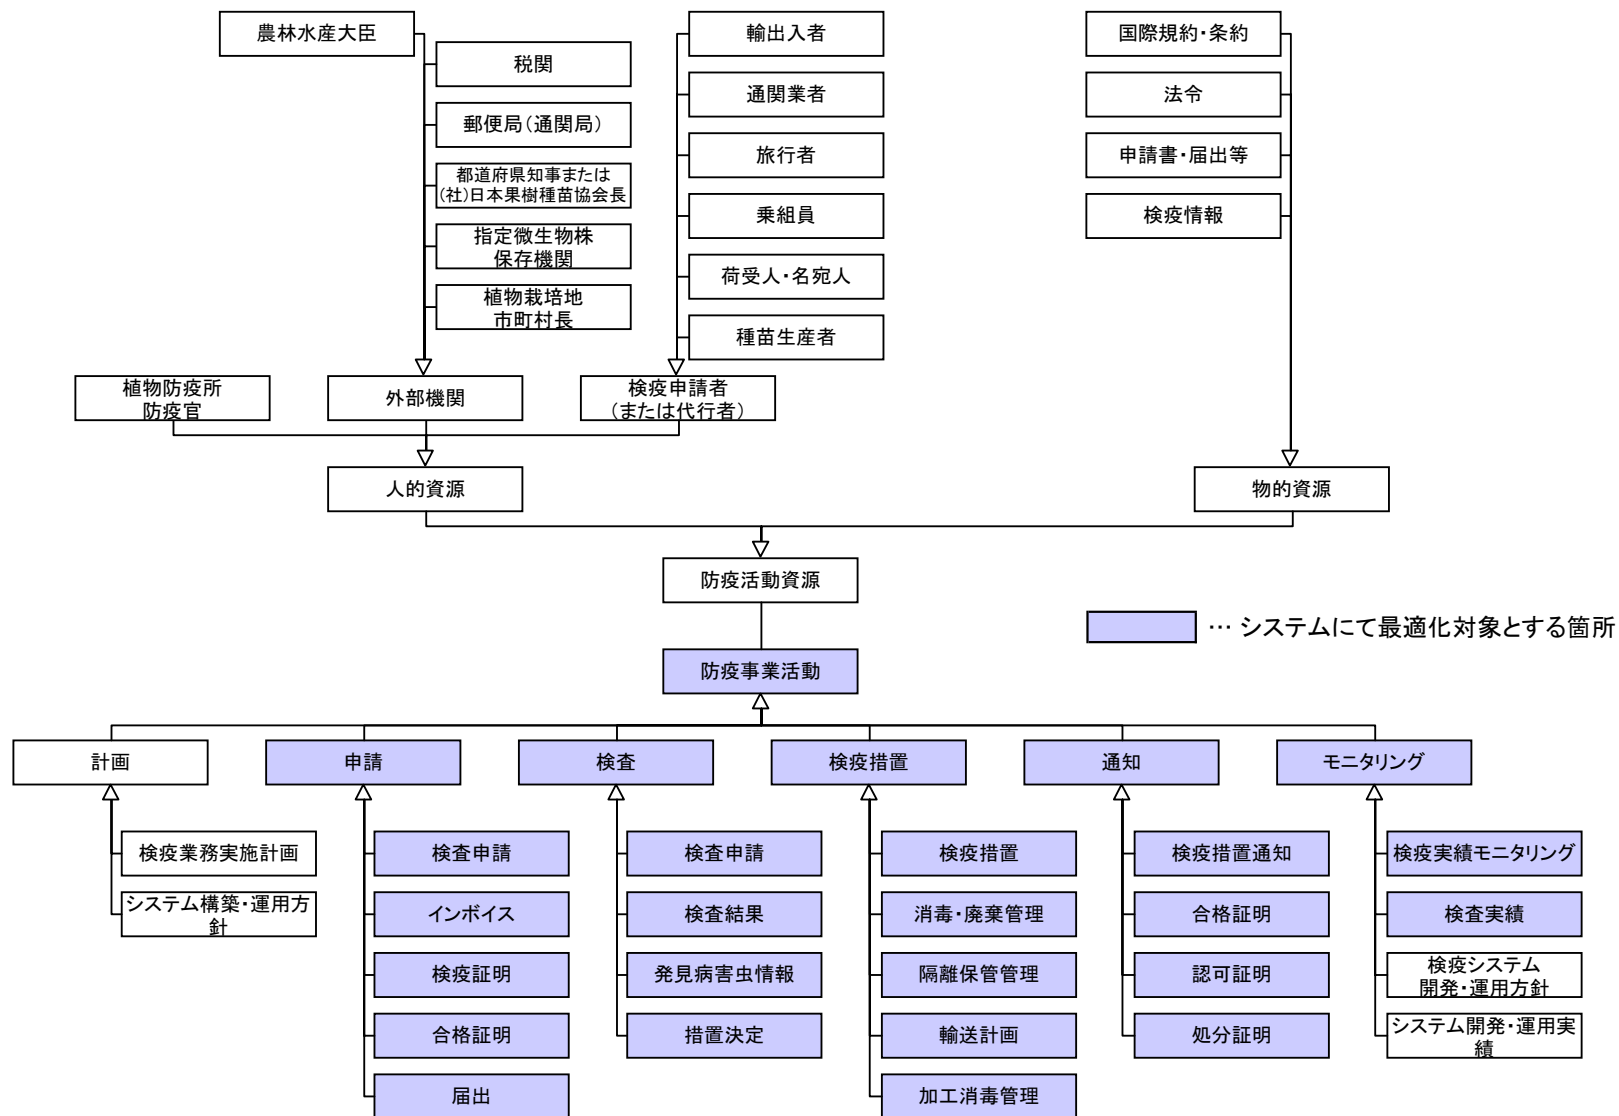 農林水産大臣
税関
郵便局(通関局)
都道府県知事または
(社)日本果樹種苗協会長
指定微生物株
保存機関
植物栽培地
市町村長
輸出入者
通関業者
旅行者
乗組員
荷受人・名宛人
種苗生産者
国際規約・条約
法令
申請書・届出等
検疫情報
植物防疫所
防疫官
外部機関
検疫申請者
(または代行者)
人的資源
物的資源
防疫活動資源
… システムにて最適化対象とする箇所
防疫事業活動
計画
申請
検査
検疫措置
通知
モニタリング
検疫業務実施計画
システム構築・運用方
針
検査申請
インボイス
検疫証明
合格証明
届出
検査申請
検査結果
発見病害虫情報
措置決定
検疫措置
消毒・廃棄管理
隔離保管管理
輸送計画
加工消毒管理
検疫措置通知
合格証明
認可証明
処分証明
検疫実績モニタリング
検査実績
検疫システム
開発・運用方針
システム開発・運用実
績